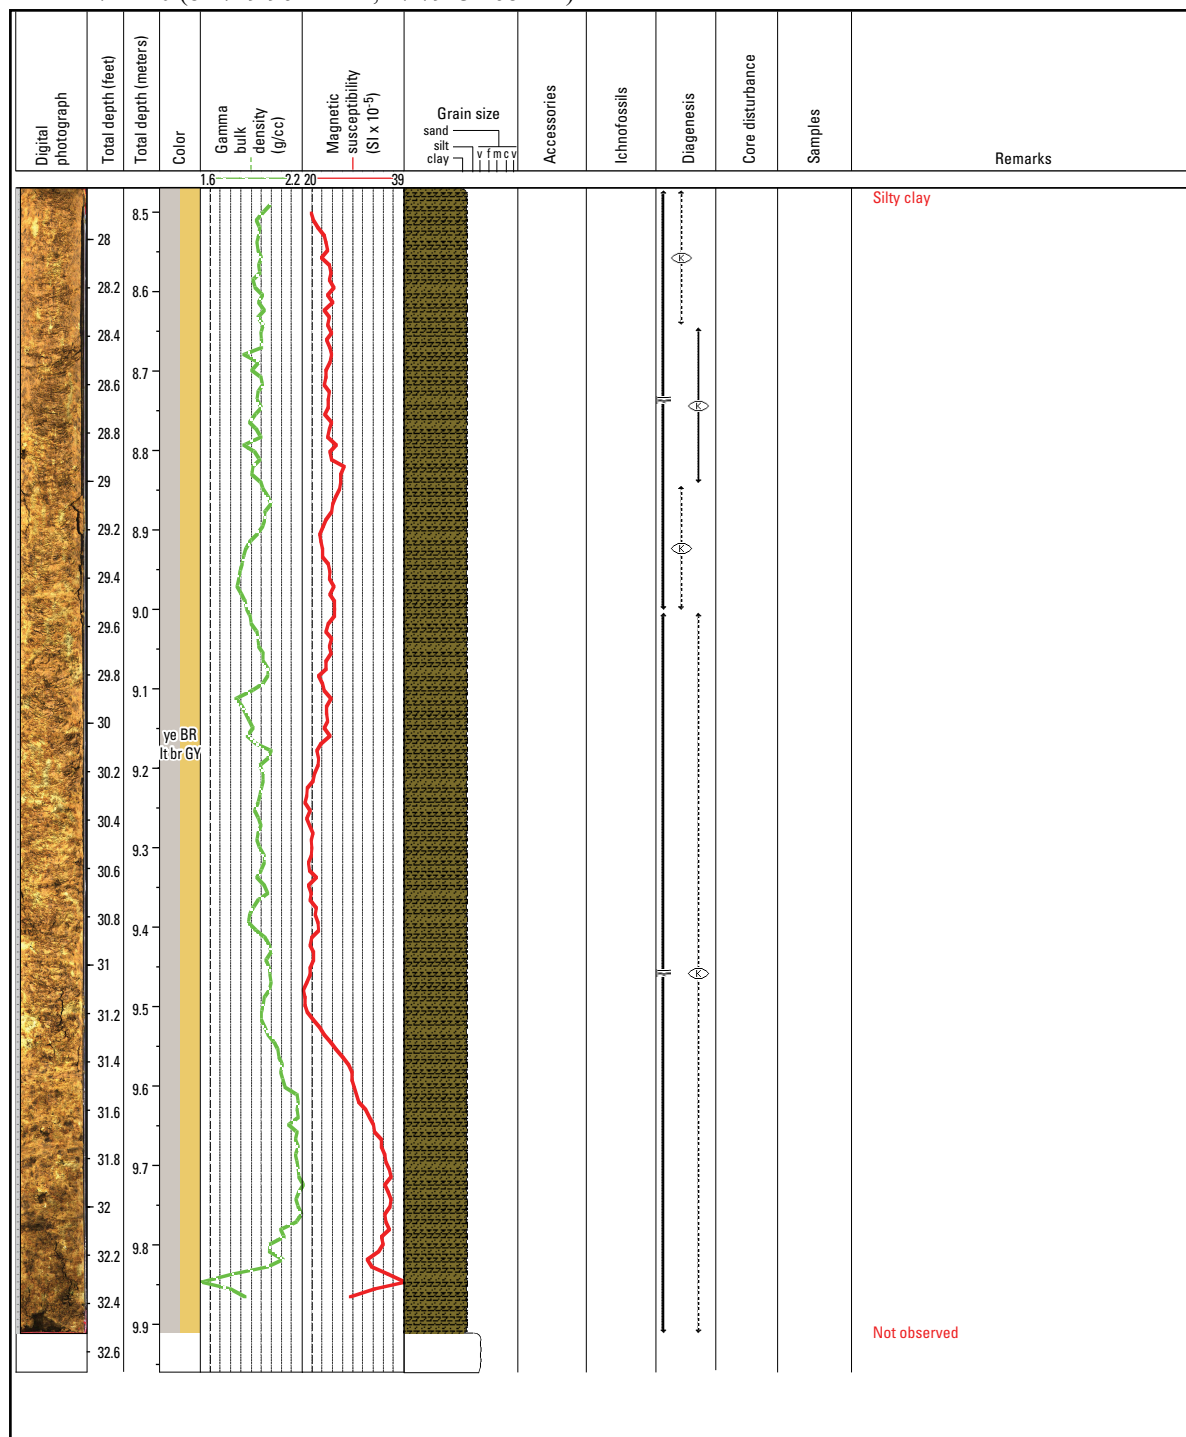 Digital photograph
Total depth (feet)
Total depth (meters)
Color
Gamma bulk density (g/cc)
Magnetic susceptibility (SI x 10-5)
Grain size
sand
silt
clay
v f m c v
Accessories
Ichnofossils
Diagenesis
Core disturbance
Samples
Remarks
1.6 2.2 20 39
Silty clay
8.5
28
K
28.2
8.6
28.4
8.7
28.6
K
28.8
8.8
29
29.2
8.9
K
29.4
9.0
29.6
29.8
9.1
30
ye BR
lt br GY
30.2
9.2
30.4
9.3
30.6
30.8
9.4
31
K
9.5
31.2
31.4
9.6
31.6
31.8
9.7
32
9.8
32.2
32.4
9.9
Not observed
32.6